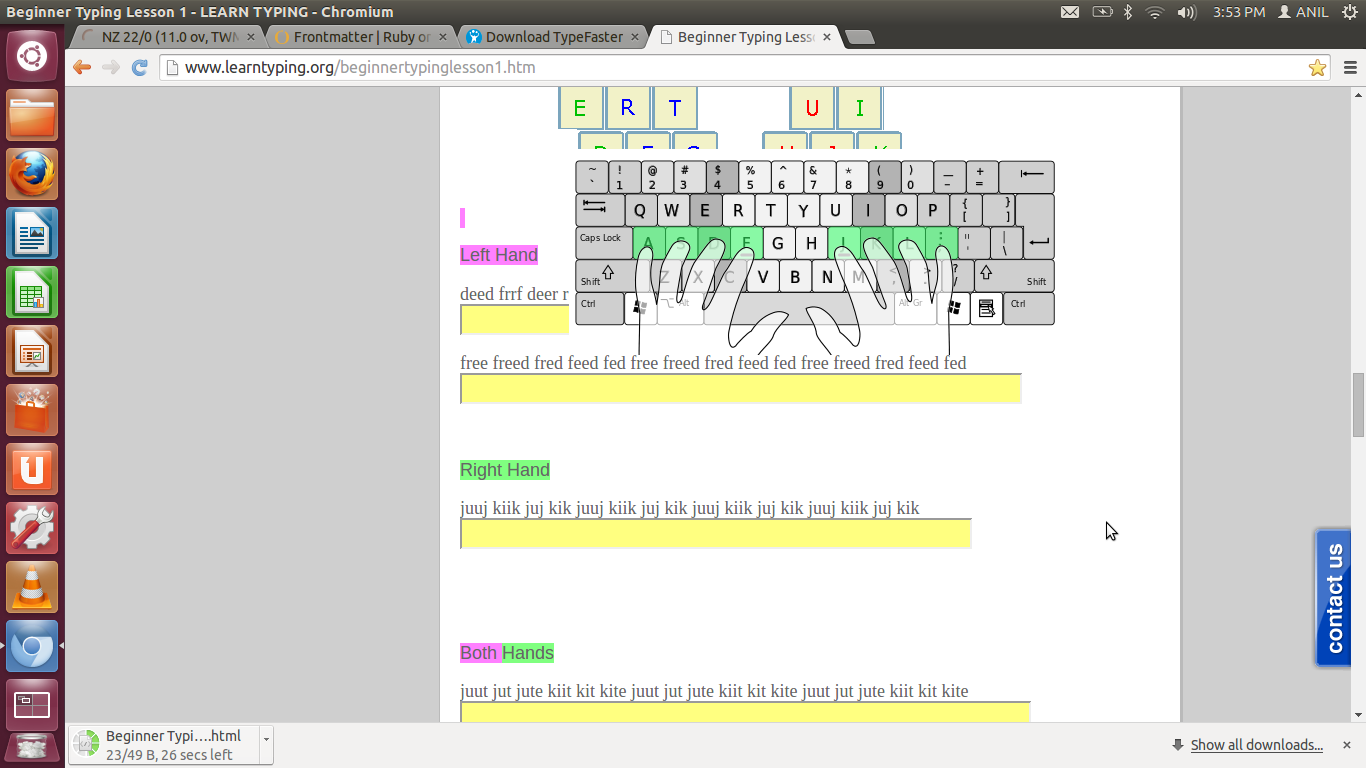 Beginner Typing Lesson 1 - LEARN TYPING - Chromium
3:53 PM
ANIL
NZ 22/0 (11.0 ov, TWM
Frontmatter | Ruby or
Download TypeFaster
Beginner Typing Less
www.learntyping.org/beginnertypinglesson1.htm
E R T U I
~ ! @ # $ % ^ & * ( ) _ +
` 1 2 3 4 5 6 7 8 9 0 - =
Q W E R T Y U I O P { [ } ]
Caps Lock A S D F G H J K L : ; " ' | \
Shift Z X C V B N M < , > . ? / Shift
Ctrl Alt Alt Gr Ctrl
Left Hand
deed frrf deer r
free freed fred feed fed free freed fred feed fed free freed fred feed fed
Right Hand
juuj kiik juj kik juuj kiik juj kik juuj kiik juj kik juuj kiik juj kik
Both Hands
juut jut jute kiit kit kite juut jut jute kiit kit kite juut jut jute kiit kit kite
contact us
Beginner Typi....html
23/49 B, 26 secs left
Show all downloads...